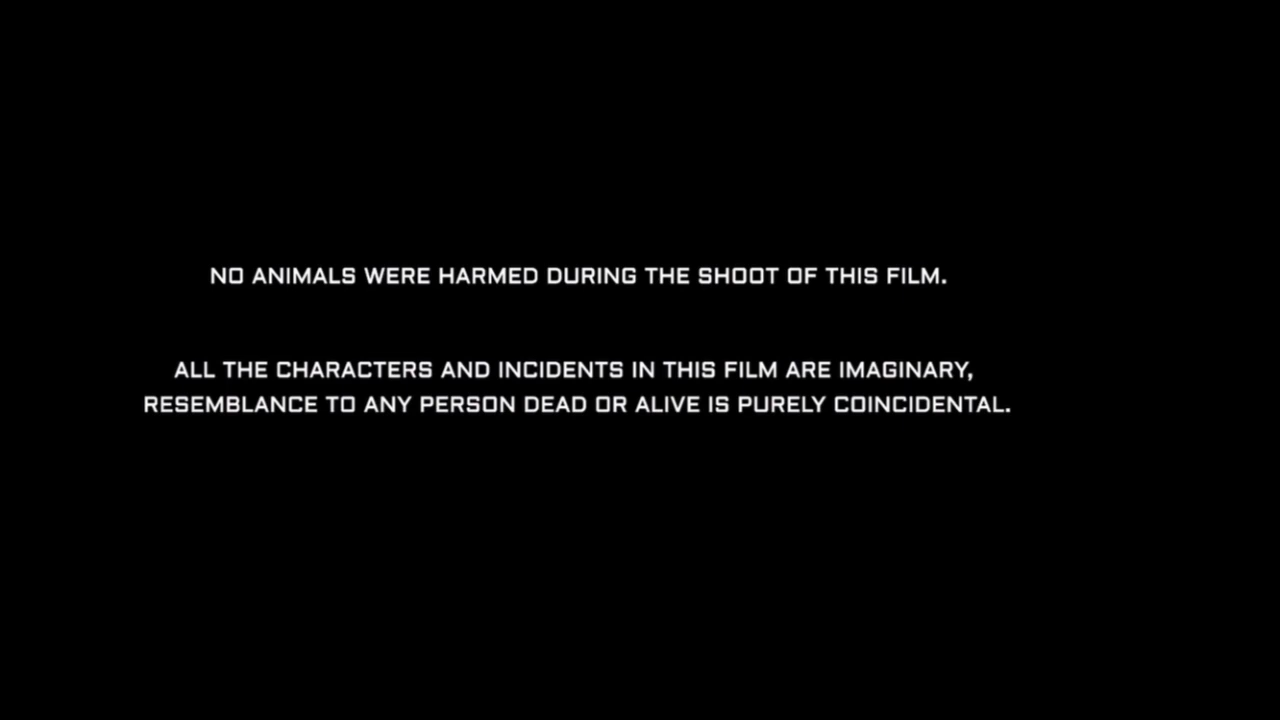 NO ANIMALS WERE HARMED DURING THE SHOOT OF THIS FILM.
ALL THE CHARACTERS AND INCIDENTS IN THIS FILM ARE IMAGINARY,
RESEMBLANCE TO ANY PERSON DEAD OR ALIVE IS PURELY COINCIDENTAL.